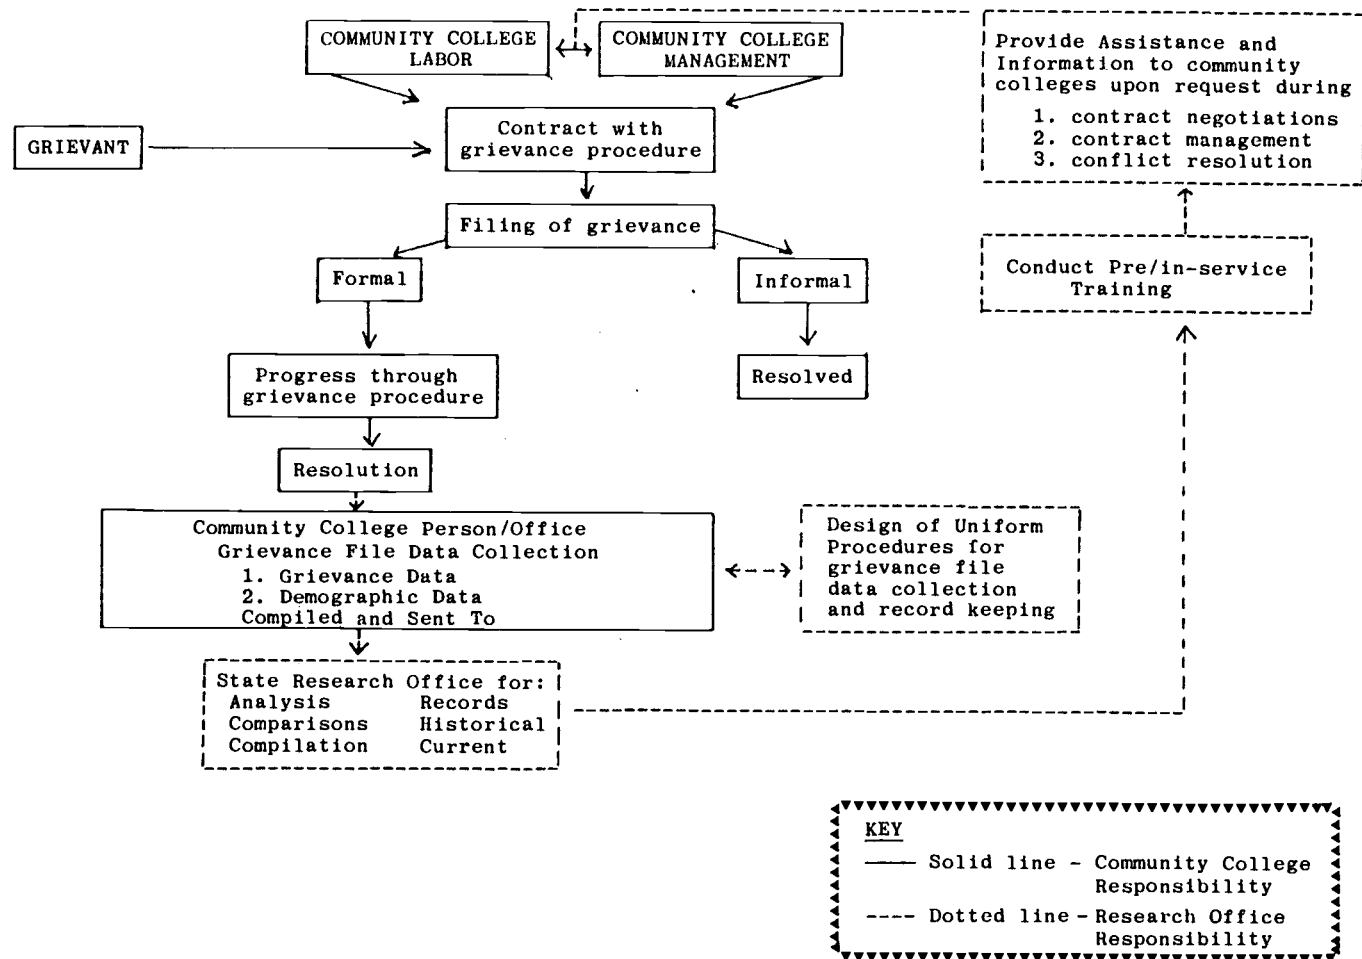 COMMUNITY COLLEGE
LABOR
COMMUNITY COLLEGE
MANAGEMENT
Provide Assistance and
Information to community
colleges upon request during
1. contract negotiations
2. contract management
3. conflict resolution
GRIEVANT
Contract with
grievance procedure
Filing of grievance
Formal
Informal
Conduct Pre/in-service
Training
Progress through
grievance procedure
Resolved
Resolution
Community College Person/Office
Grievance File Data Collection
1. Grievance Data
2. Demographic Data
Compiled and Sent To
Design of Uniform
Procedures for
grievance file
data collection
and record keeping
State Research Office for:
Analysis Records
Comparisons Historical
Compilation Current
KEY
Solid line - Community College
Responsibility
Dotted line - Research Office
Responsibility